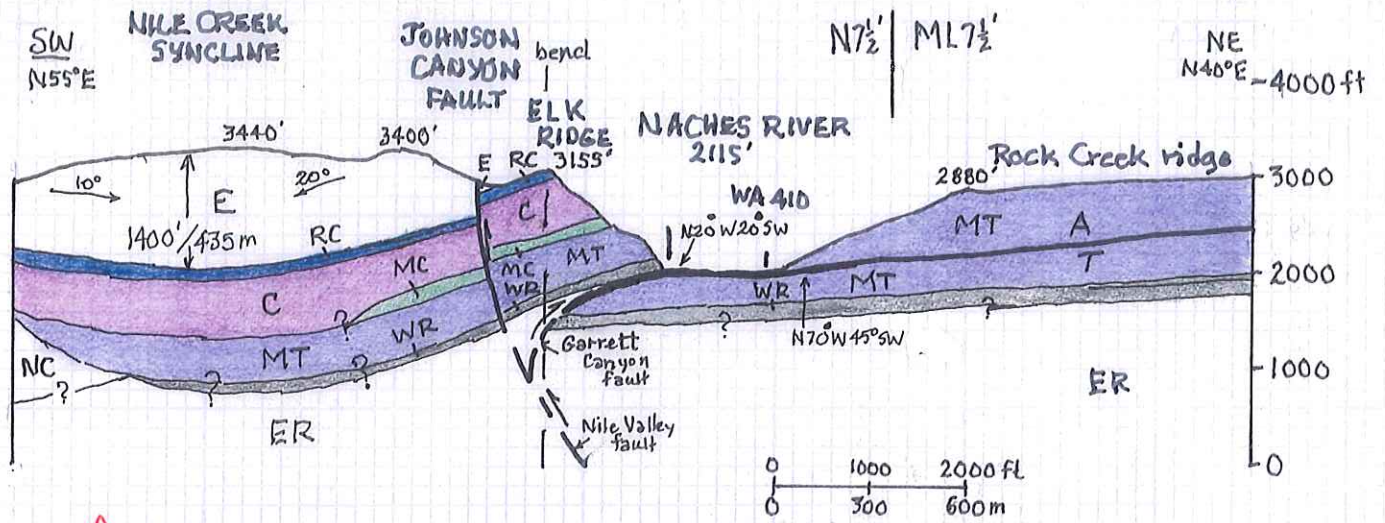 SW
N55°E
NILE CREEK
SYNCLINE
JOHNSON
CANYON
FAULT
bend
ELK
RIDGE
3155'
N7½'
ML7½'
NE
N40°E
4000 ft
3440'
3400'
NACHES RIVER
2115'
Rock Creek ridge
2880'
3000
10°
20°
E
1400'/435m
RC
E
RC
C
WA 410
N20°W20°SW
MT
A
T
2000
MC
C
MC
WR
MT
WR
MT
?
MT
WR
?
?
?
N70°W45°SW
NC
?
?
Garrett
Canyon
fault
1000
ER
ER
Nile Valley
fault
0
0
1000
2000 ft
0
300
600m